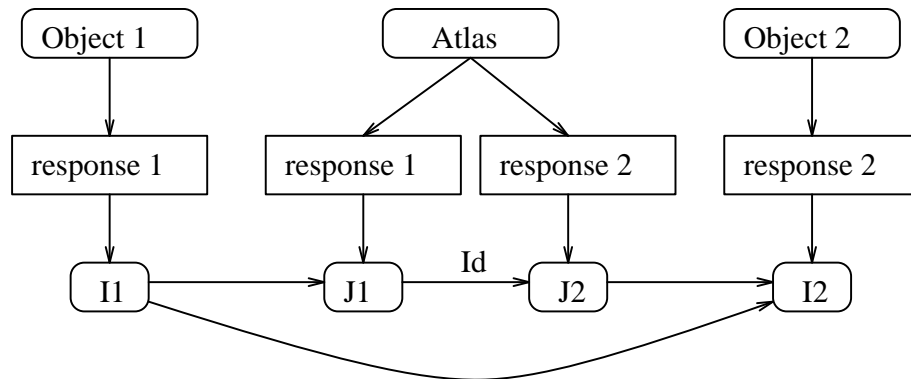 Object 1
Atlas
Object 2
response 1
response 1
response 2
response 2
Id
I1
J1
J2
I2